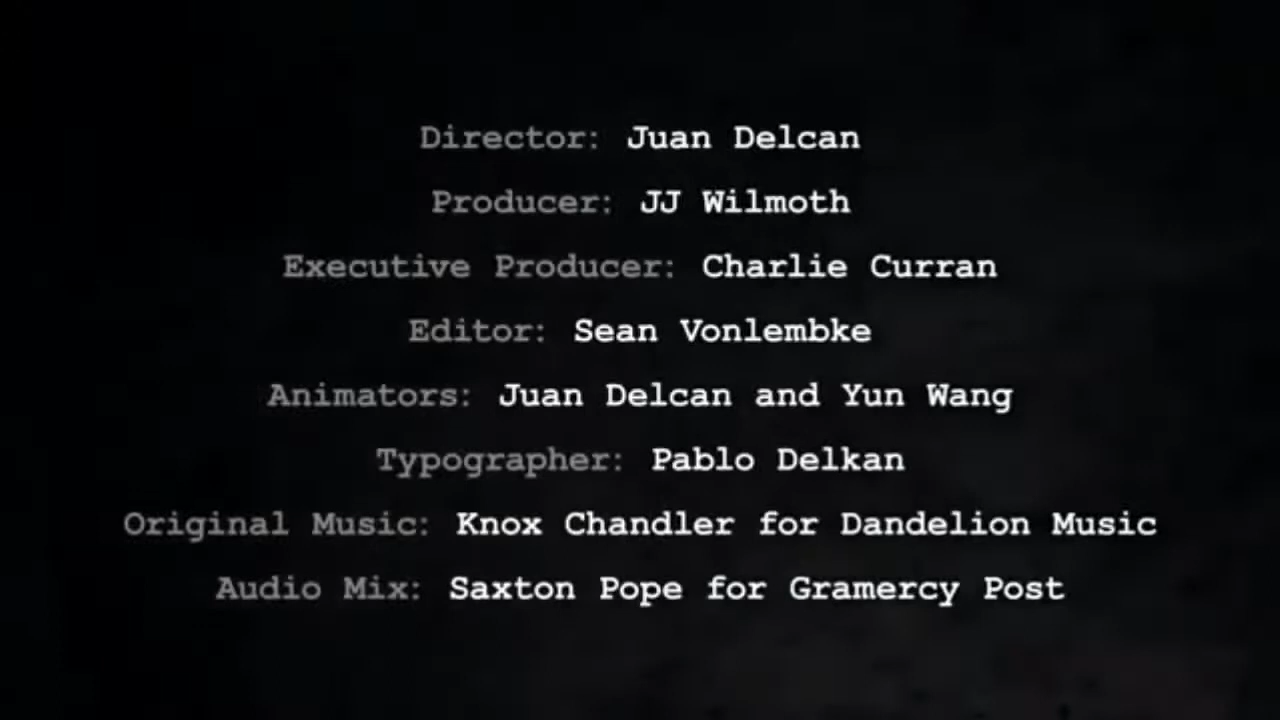 Director: Juan Delcan
Producer: JJ Wilmoth
Executive Producer: Charlie Curran
Editor: Sean Vonlembke
Animators: Juan Delcan and Yun Wang
Typographer: Pablo Delkan
Original Music: Knox Chandler for Dandelion Music
Audio Mix: Saxton Pope for Gramercy Post